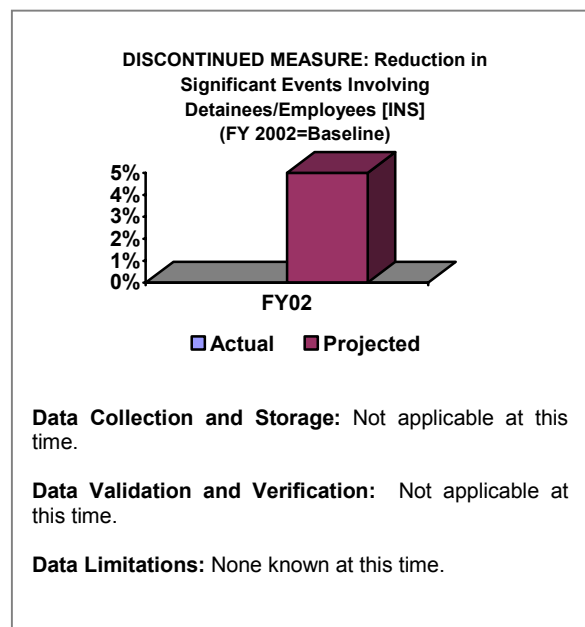 DISCONTINUED MEASURE: Reduction in
Significant Events Involving
Detainees/Employees [INS]
(FY 2002=Baseline)
5%
4%
3%
2%
1%
0%
FY02
Actual Projected
Data Collection and Storage: Not applicable at this
time.
Data Validation and Verification: Not applicable at
this time.
Data Limitations: None known at this time.